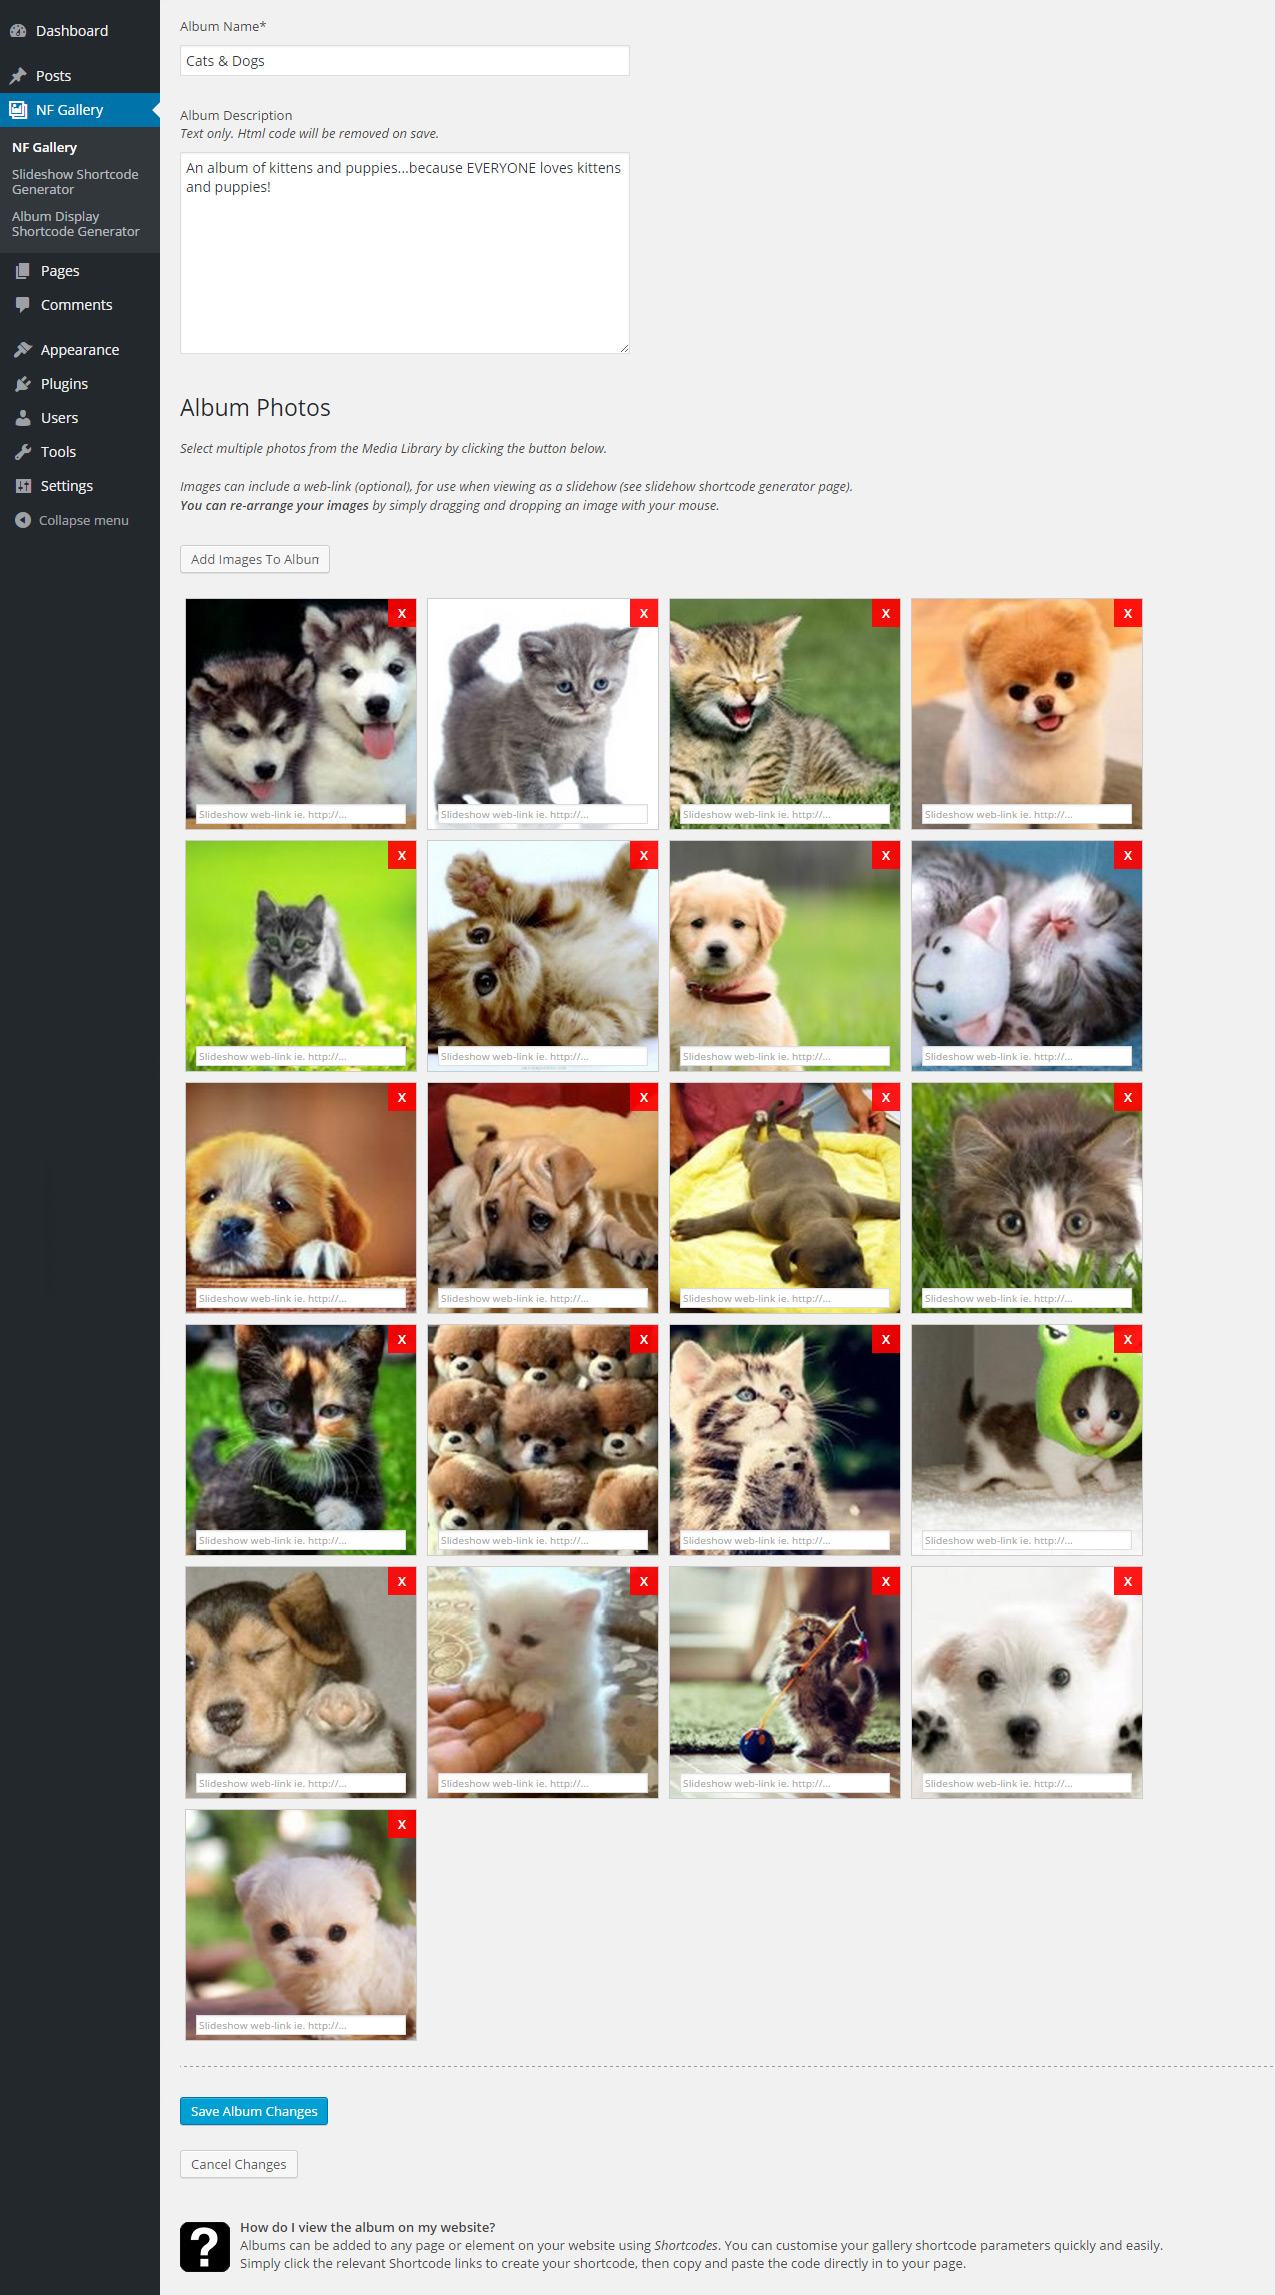 Dashboard
Posts
NF Gallery
NF Gallery
Slideshow Shortcode
Generator
Album Display
Shortcode Generator
Pages
Comments
Appearance
Plugins
Users
Tools
Settings
Collapse menu
Album Name*
Cats & Dogs
Album Description
Text only. Html code will be removed on save.
An album of kittens and puppies...because EVERYONE loves kittens
and puppies!
Album Photos
Select multiple photos from the Media Library by clicking the button below.
Images can include a web-link (optional), for use when viewing as a slidehow (see slidehow shortcode generator page).
You can re-arrange your images by simply dragging and dropping an image with your mouse.
Add Images To Album
X X X X
Slideshow web-link ie. http://... Slideshow web-link ie. http://... Slideshow web-link ie. http://... Slideshow web-link ie. http://...
X X X X
Slideshow web-link ie. http://... Slideshow web-link ie. http://... Slideshow web-link ie. http://... Slideshow web-link ie. http://...
X X X X
Slideshow web-link ie. http://... Slideshow web-link ie. http://... Slideshow web-link ie. http://... Slideshow web-link ie. http://...
X X X X
Slideshow web-link ie. http://... Slideshow web-link ie. http://... Slideshow web-link ie. http://... Slideshow web-link ie. http://...
X X X X
Slideshow web-link ie. http://... Slideshow web-link ie. http://... Slideshow web-link ie. http://... Slideshow web-link ie. http://...
X
Slideshow web-link ie. http://...
Save Album Changes
Cancel Changes
?
How do I view the album on my website?
Albums can be added to any page or element on your website using Shortcodes. You can customise your gallery shortcode parameters quickly and easily.
Simply click the relevant Shortcode links to create your shortcode, then copy and paste the code directly in to your page.